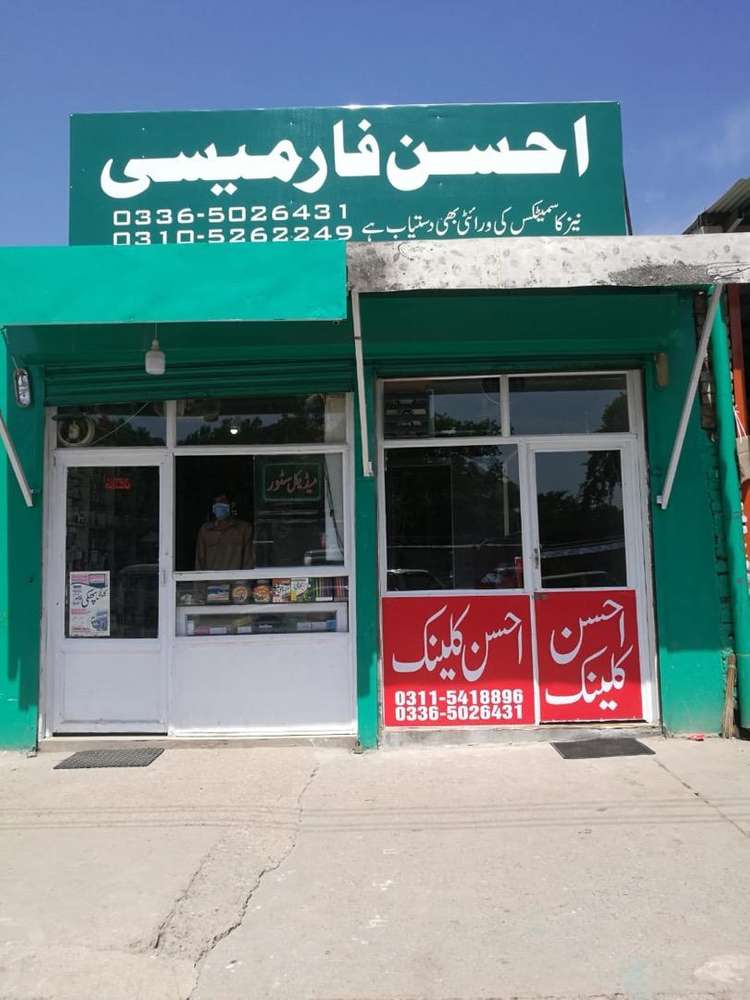 احسن فارمیسی
0336-5026431
0310-5262249
نیز کاسمیٹکس کی ورائٹی بھی دستیاب ہے
میڈیکل سٹور
احسن کلینک
0311-5418896
0336-5026431
احسن
کلینک